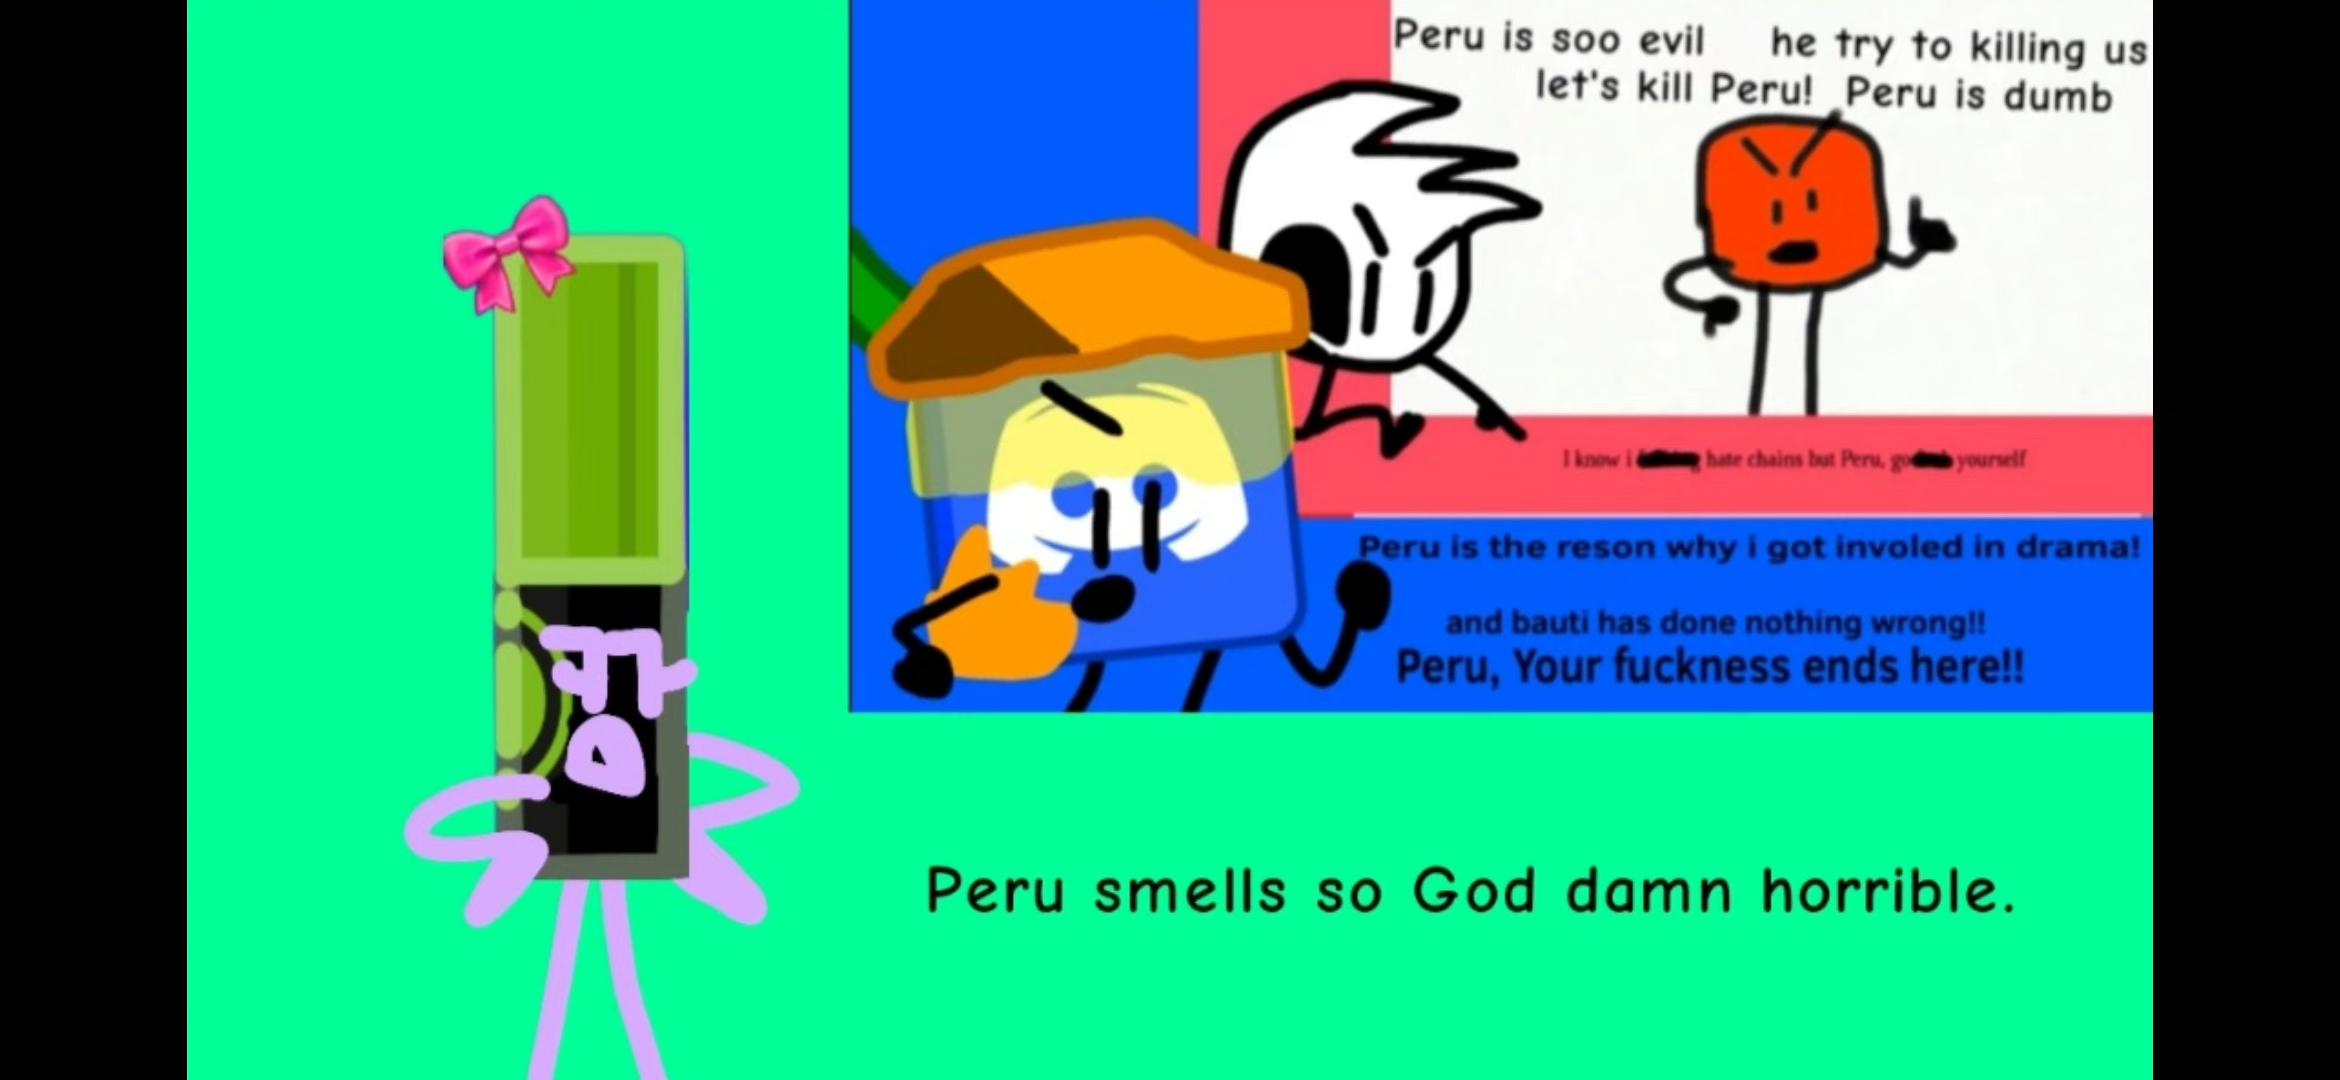 Peru is soo evil he try to killing us
let's kill Peru! Peru is dumb
I know i hate chains but Peru, go yourself
Peru is the reson why i got involed in drama!
and bauti has done nothing wrong!!
Peru, Your fuckness ends here!!
Peru smells so God damn horrible.